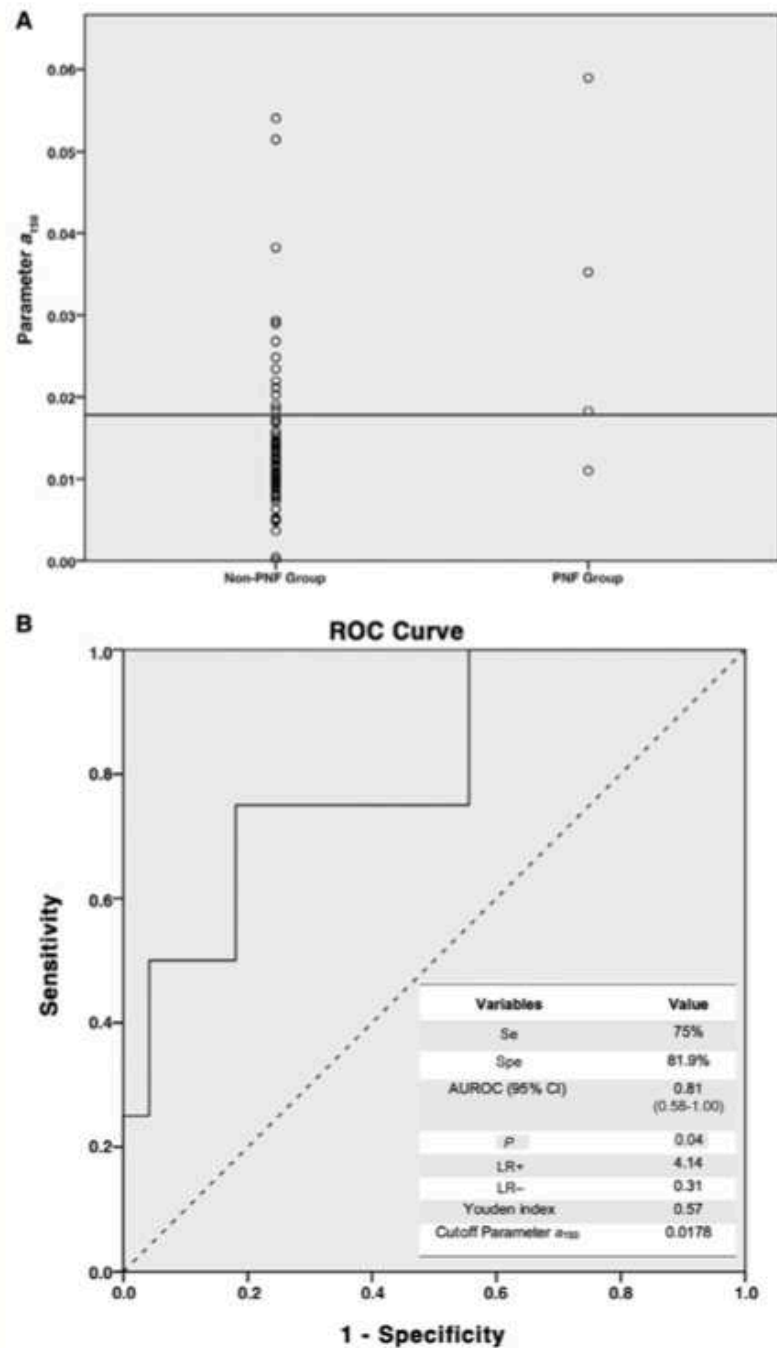 A
0.06
0.05
0.04
0.03
0.02
0.01
0.00
Parameter a₁₅₀
Non-PNF Group PNF Group
B
ROC Curve
1.0
0.8
0.6
0.4
0.2
0.0
Sensitivity
Variables Value
Se 75%
Spe 81.9%
AUROC (95% CI) 0.81
(0.58-1.00)
P 0.04
LR+ 4.14
LR– 0.31
Youden index 0.57
Cutoff Parameter a₁₅₀ 0.0178
0.0 0.2 0.4 0.6 0.8 1.0
1 - Specificity